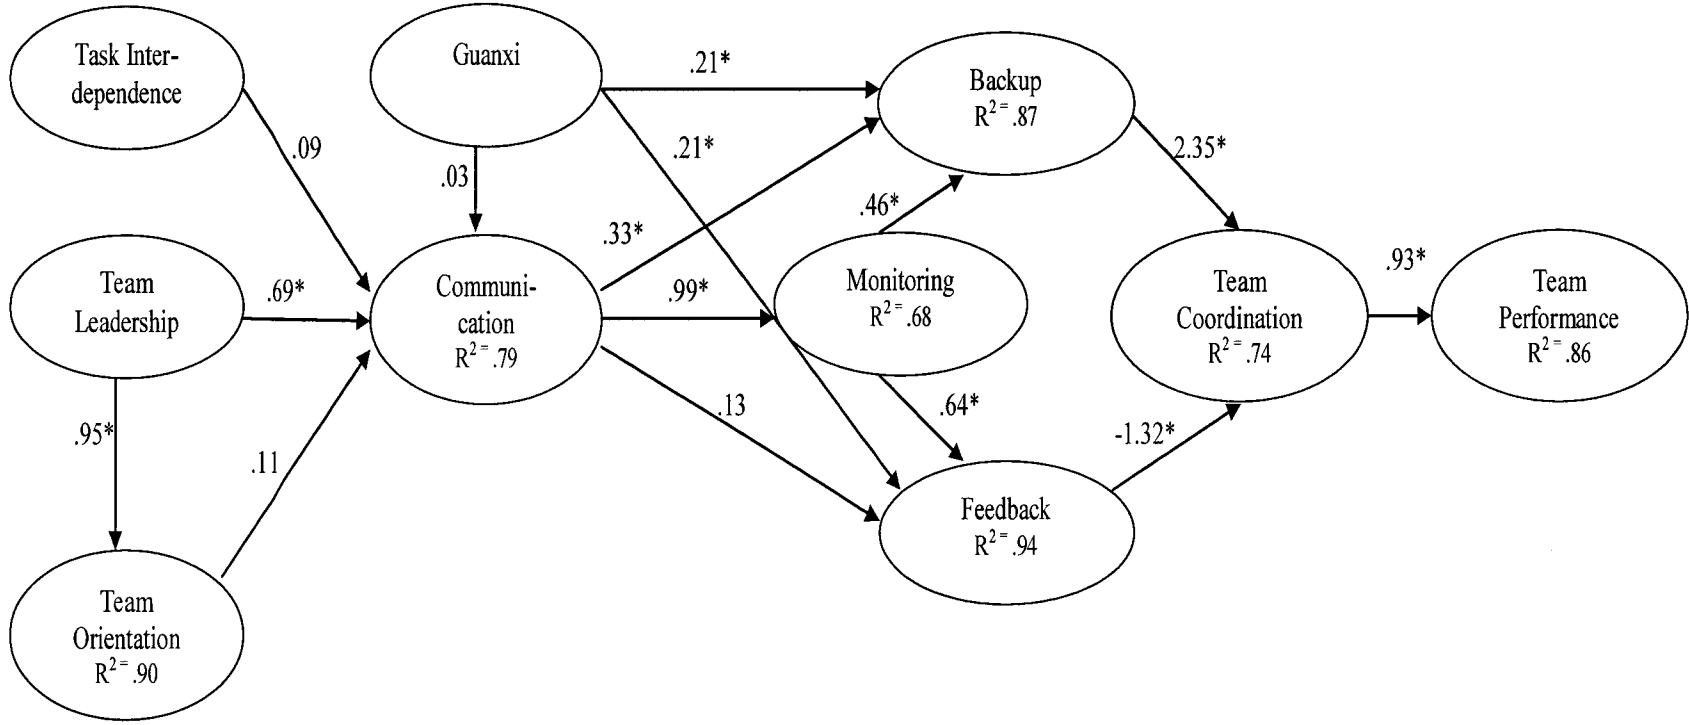 Task Inter-
dependence
Guanxi
.21*
Backup
R²= .87
.09
.03
.21*
2.35*
.33*
.46*
Team
Leadership
.69*
Communi-
cation
R²= .79
.99*
Monitoring
R²= .68
Team
Coordination
R²= .74
.93*
Team
Performance
R²= .86
.95*
.11
.13
.64*
-1.32*
Feedback
R²= .94
Team
Orientation
R²= .90